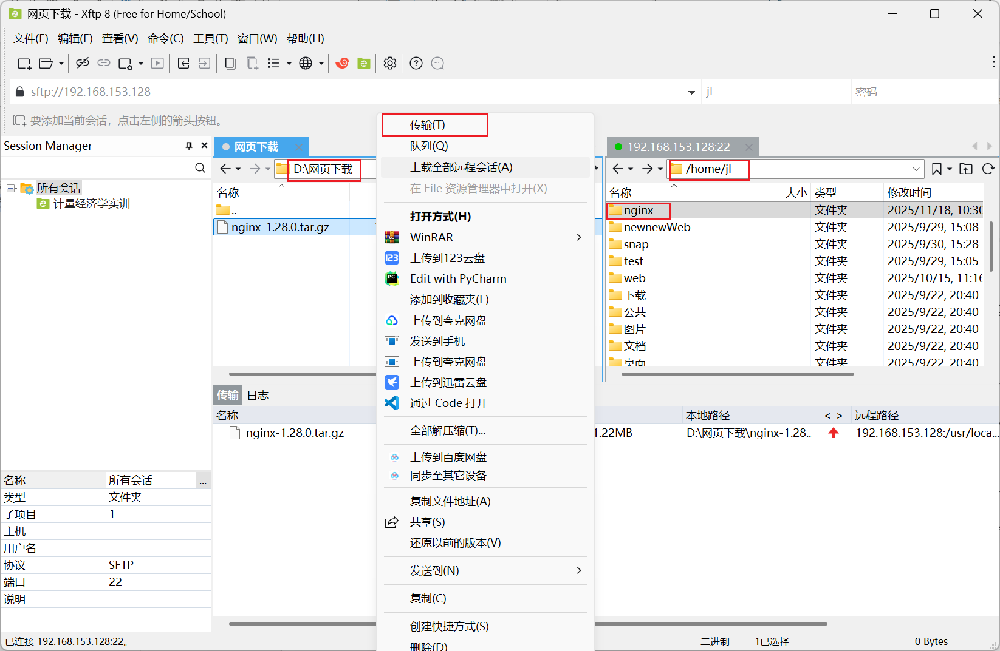 网页下载 - Xftp 8 (Free for Home/School)
文件(F) 编辑(E) 查看(V) 命令(C) 工具(T) 窗口(W) 帮助(H)
sftp://192.168.153.128
jl
密码
要添加当前会话，点击左侧的箭头按钮。
Session Manager
所有会话
计量经济学实训
名称 所有会话 ...
类型 文件夹
子项目 1
主机
用户名
协议 SFTP
端口 22
说明
网页下载
D:\网页下载
名称
..
nginx-1.28.0.tar.gz
传输(T)
队列(Q)
上载全部远程会话(A)
在 File 资源管理器中打开(X)
打开方式(H)
WinRAR
上传到123云盘
Edit with PyCharm
添加到收藏夹(F)
上传到夸克网盘
发送到手机
上传到夸克网盘
上传到迅雷云盘
通过 Code 打开
全部解压缩(T)...
上传到百度网盘
同步至其它设备
复制文件地址(A)
共享(S)
还原以前的版本(V)
发送到(N)
复制(C)
创建快捷方式(S)
删除(D)
192.168.153.128:22
/home/jl
名称 大小 类型 修改时间
nginx 文件夹 2025/11/18, 10:30
newnewWeb 文件夹 2025/9/29, 15:08
snap 文件夹 2025/9/30, 15:28
test 文件夹 2025/9/29, 15:05
web 文件夹 2025/10/15, 11:16
下载 文件夹 2025/9/22, 20:40
公共 文件夹 2025/9/22, 20:40
图片 文件夹 2025/9/22, 20:40
文档 文件夹 2025/9/22, 20:40
桌面 文件夹 2025/9/22, 20:40
传输 日志
名称 本地路径 <-> 远程路径
nginx-1.28.0.tar.gz 1.22MB D:\网页下载\nginx-1.28.. 192.168.153.128:/usr/loca...
已连接 192.168.153.128:22。
二进制 1已选择 0 Bytes